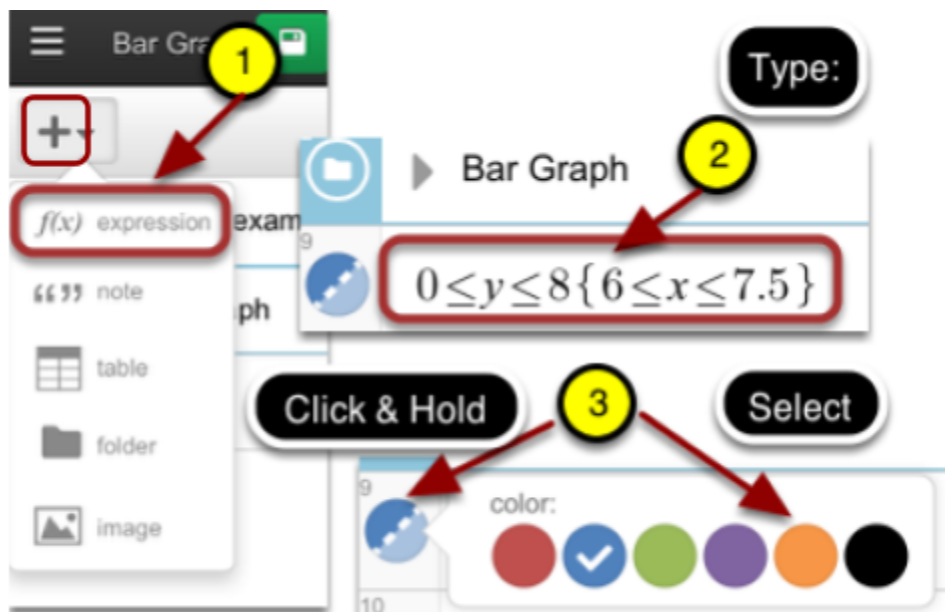 Bar Gra
1
Type:
+
f(x) expression
exam
“” note
ph
table
folder
image
2
Bar Graph
9
0≤y≤8{6≤x≤7.5}
Click & Hold
3
Select
9
color:
10